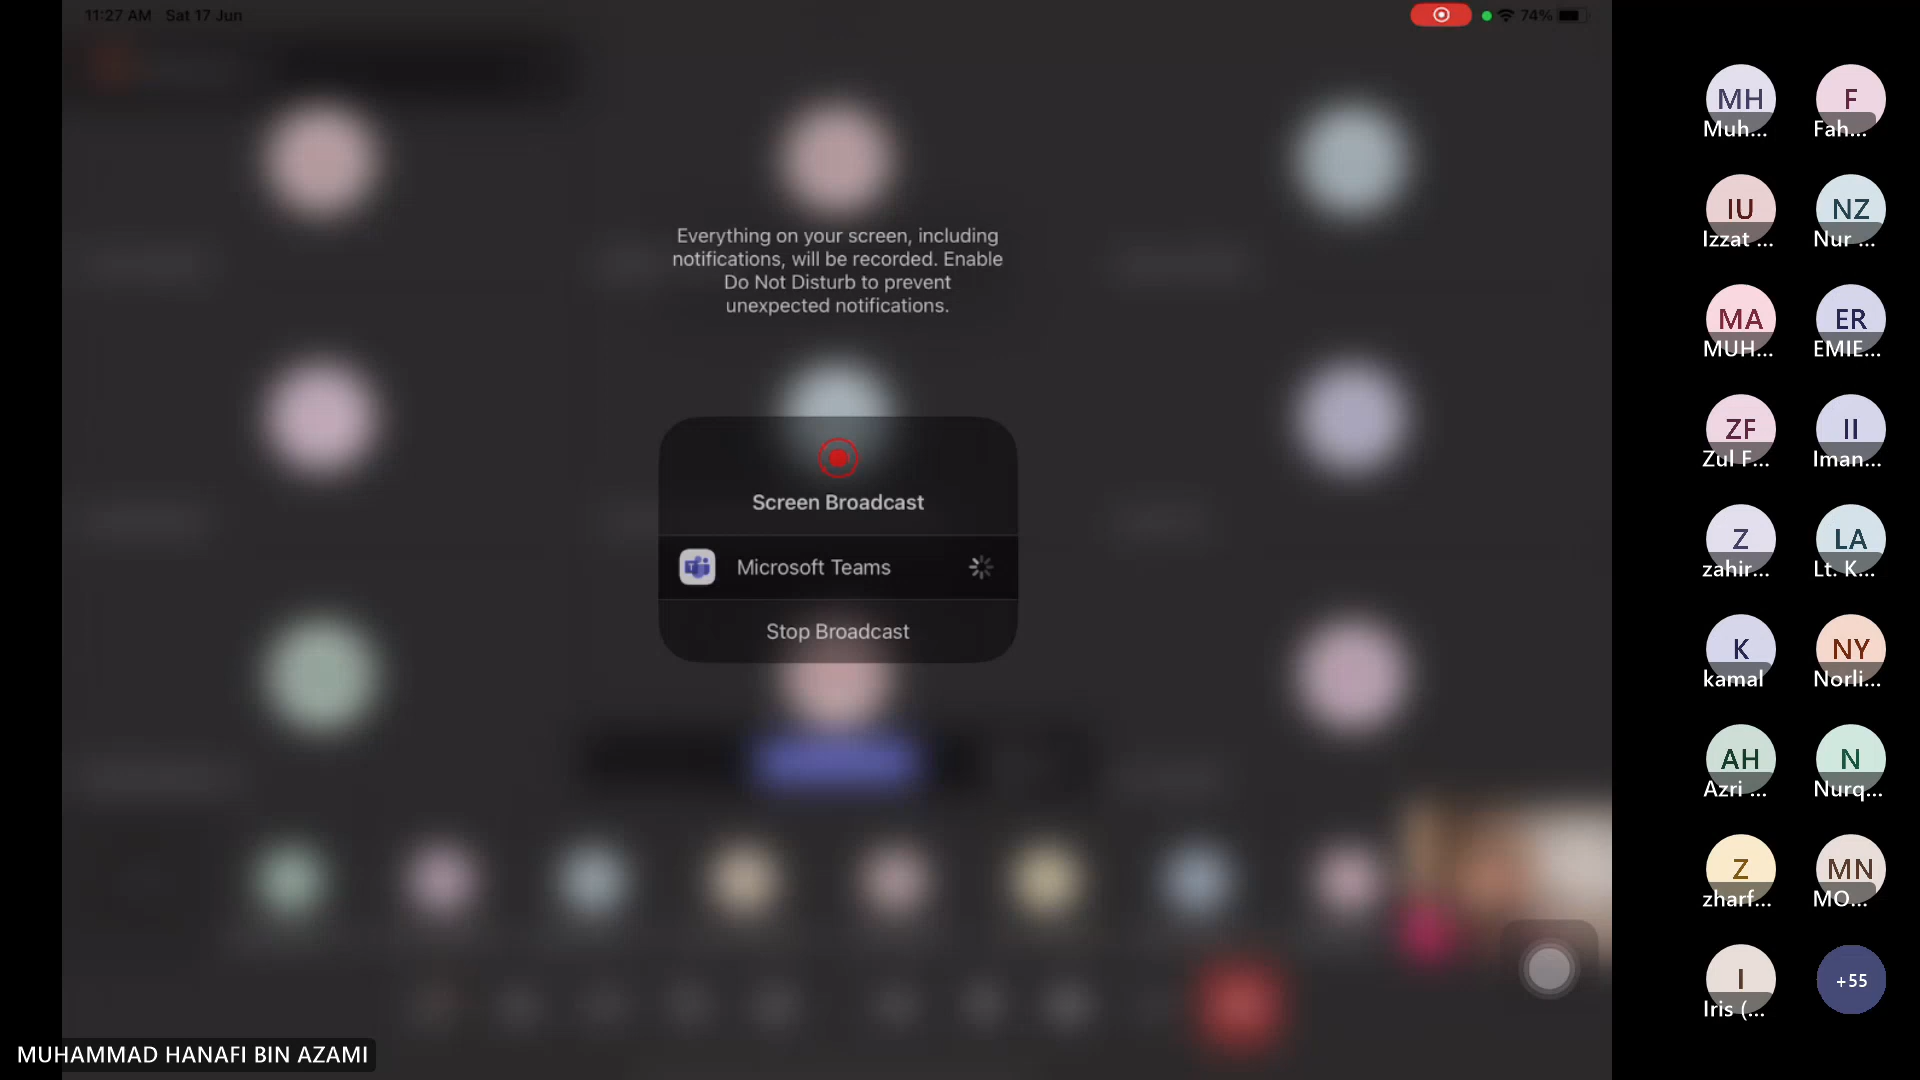 11:27 AM Sat 17 Jun
74%
Everything on your screen, including
notifications, will be recorded. Enable
Do Not Disturb to prevent
unexpected notifications.
Screen Broadcast
Microsoft Teams
Stop Broadcast
MUHAMMAD HANAFI BIN AZAMI
MH F
Muh... Fah...
IU NZ
Izzat ... Nur ...
MA ER
MUH... EMIE...
ZF II
Zul F... Iman...
Z LA
zahir... Lt. K...
K NY
kamal Norli...
AH N
Azri ... Nurq...
Z MN
zharf... MO...
I +55
Iris (...